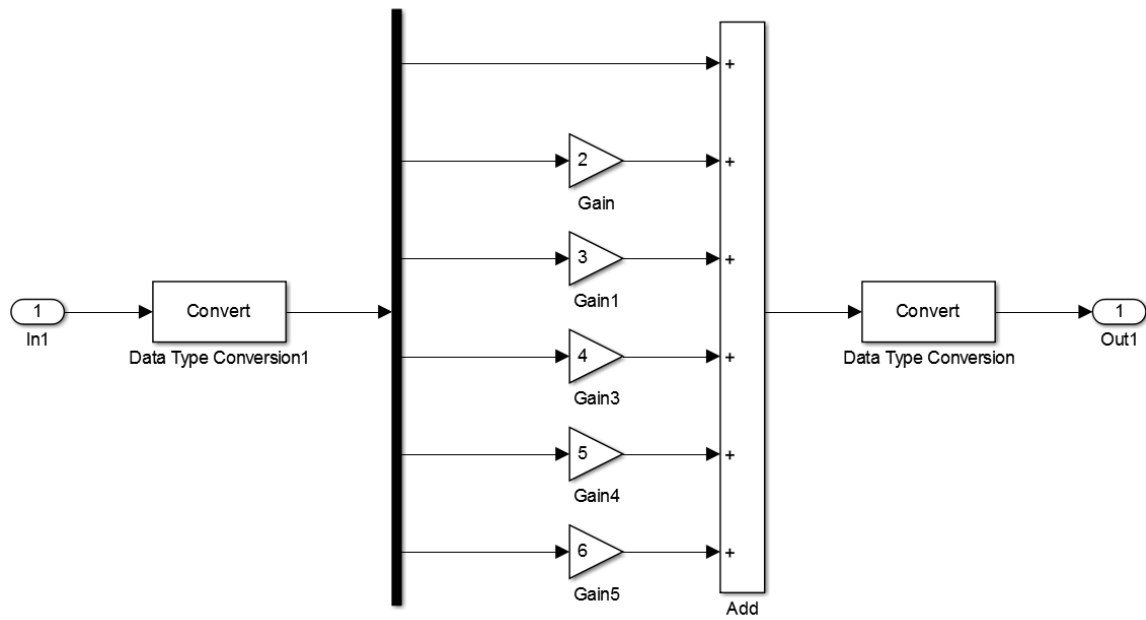 +
2
+
Gain
3
+
Gain1
1
In1
Convert
Data Type Conversion1
Convert
Data Type Conversion
1
Out1
4
+
Gain3
5
+
Gain4
6
+
Gain5
Add